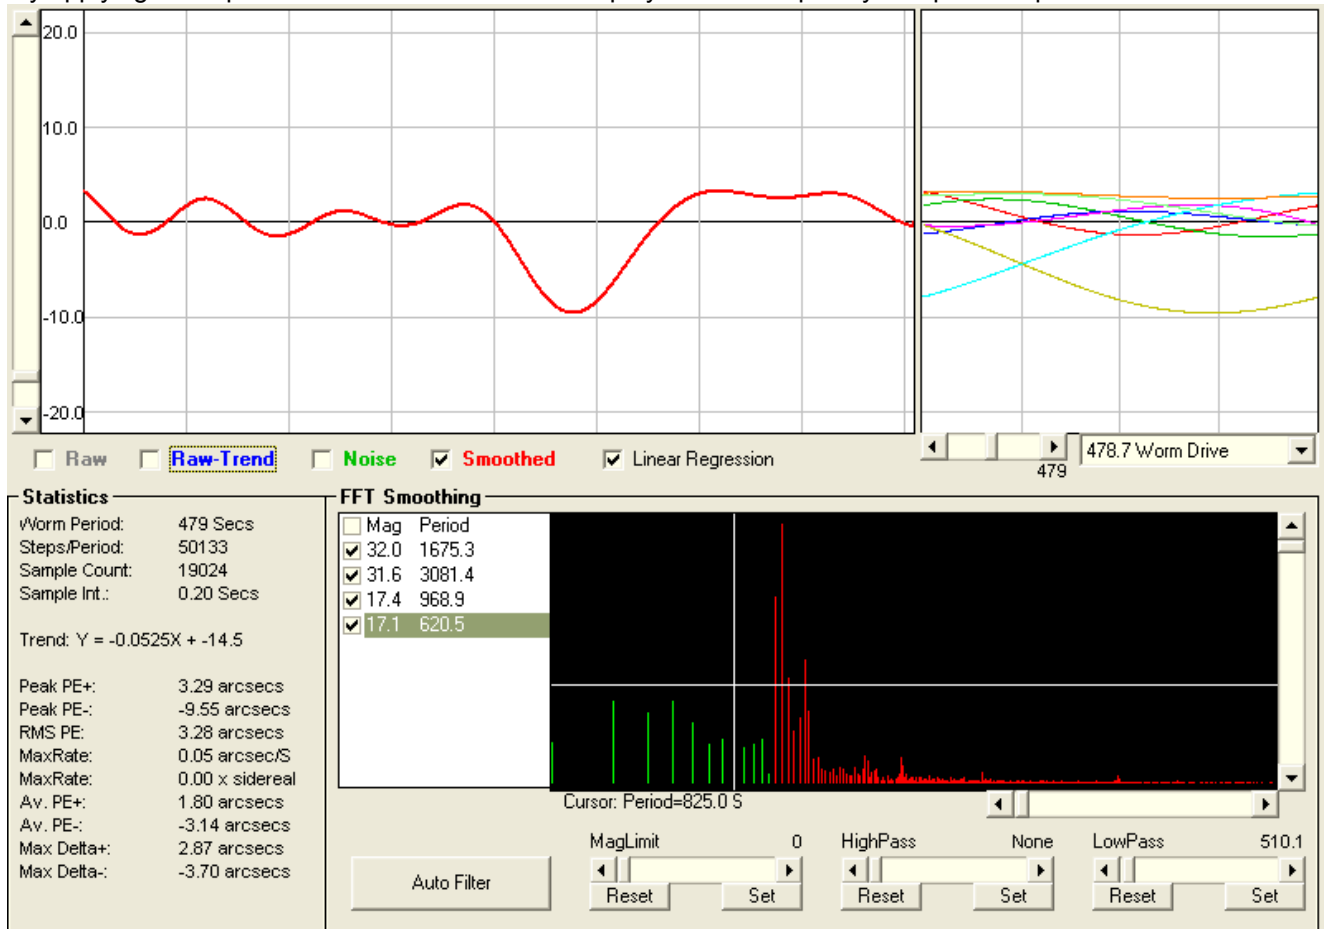 20.0
10.0
0.0
-10.0
-20.0
Raw Raw-Trend Noise Smoothed Linear Regression
479
478.7 Worm Drive
Statistics
Worm Period: 479 Secs
Steps/Period: 50133
Sample Count: 19024
Sample Int.: 0.20 Secs
Trend: Y = -0.0525X + -14.5
Peak PE+: 3.29 arcsecs
Peak PE-: -9.55 arcsecs
RMS PE: 3.28 arcsecs
MaxRate: 0.05 arcsec/S
MaxRate: 0.00 x sidereal
Av. PE+: 1.80 arcsecs
Av. PE-: -3.14 arcsecs
Max Delta+: 2.87 arcsecs
Max Delta-: -3.70 arcsecs
FFT Smoothing
Mag Period
32.0 1675.3
31.6 3081.4
17.4 968.9
17.1 620.5
Cursor: Period=825.0 S
Auto Filter
MagLimit 0
Reset Set
HighPass None
Reset Set
LowPass 510.1
Reset Set